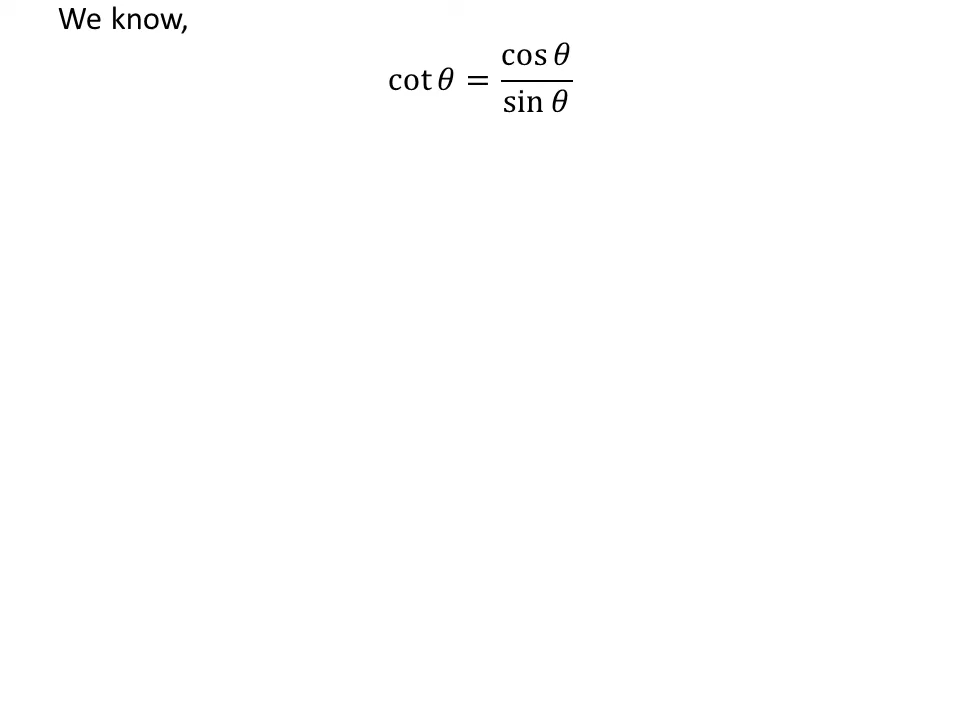 We know,
cot θ = cos θ / sin θ